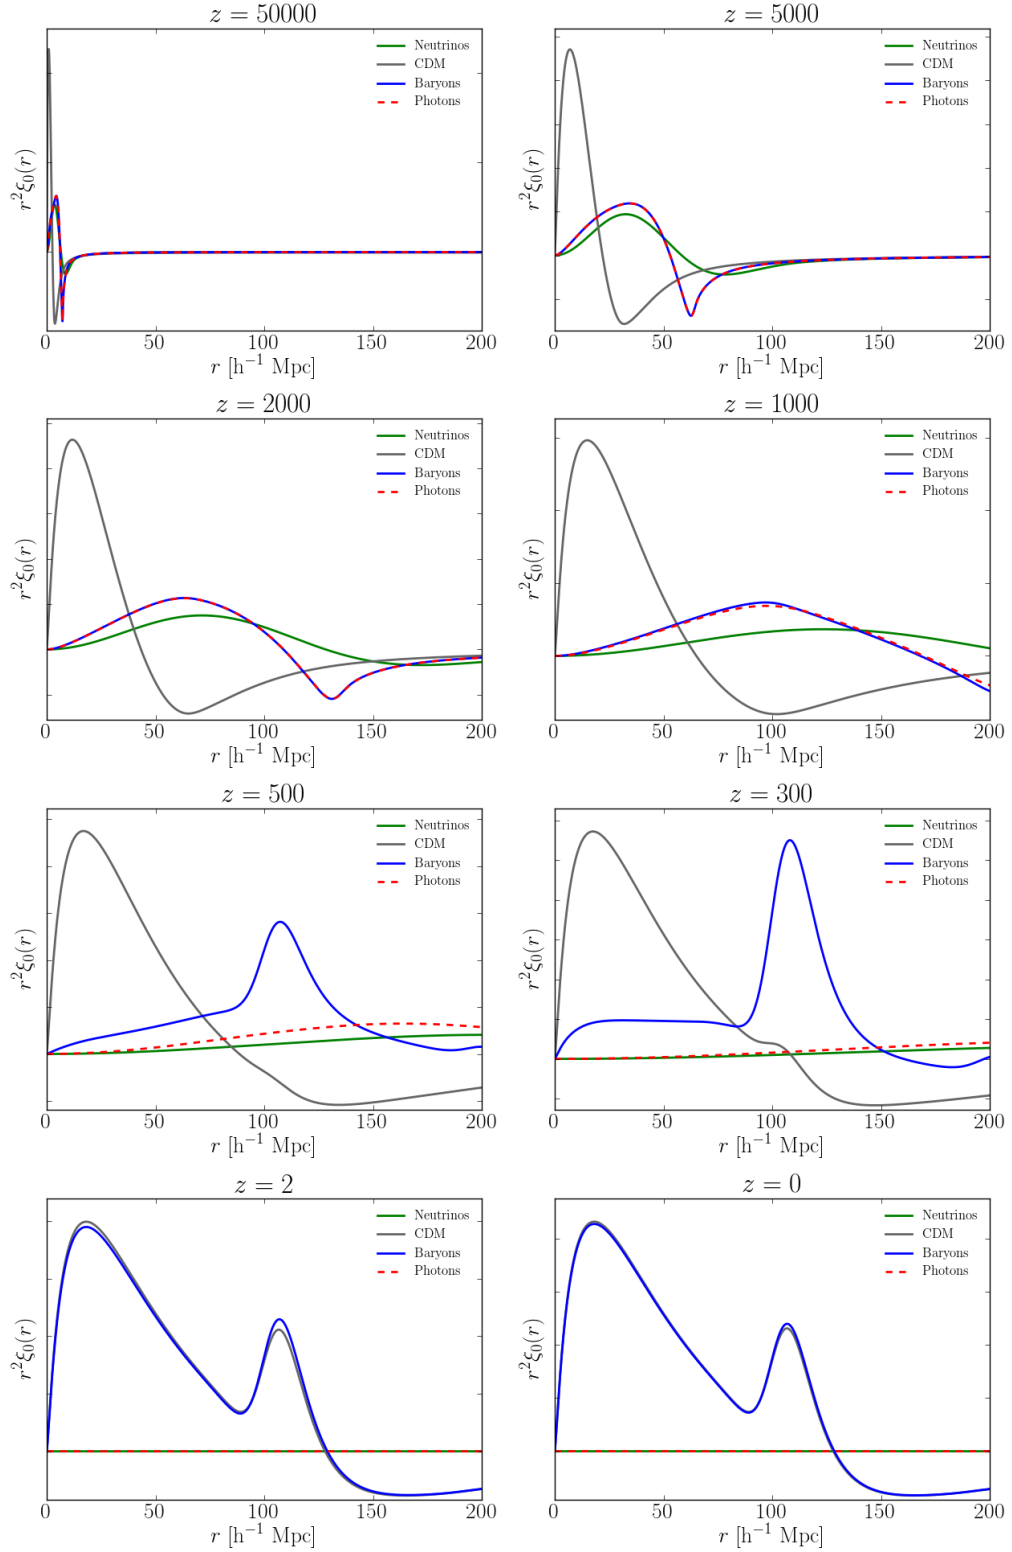 z = 50000
Neutrinos
CDM
Baryons
Photons
r²ξ₀(r)
0 50 100 150 200
r [h⁻¹ Mpc]
z = 5000
Neutrinos
CDM
Baryons
Photons
r²ξ₀(r)
0 50 100 150 200
r [h⁻¹ Mpc]
z = 2000
Neutrinos
CDM
Baryons
Photons
r²ξ₀(r)
0 50 100 150 200
r [h⁻¹ Mpc]
z = 1000
Neutrinos
CDM
Baryons
Photons
r²ξ₀(r)
0 50 100 150 200
r [h⁻¹ Mpc]
z = 500
Neutrinos
CDM
Baryons
Photons
r²ξ₀(r)
0 50 100 150 200
r [h⁻¹ Mpc]
z = 300
Neutrinos
CDM
Baryons
Photons
r²ξ₀(r)
0 50 100 150 200
r [h⁻¹ Mpc]
z = 2
Neutrinos
CDM
Baryons
Photons
r²ξ₀(r)
0 50 100 150 200
r [h⁻¹ Mpc]
z = 0
Neutrinos
CDM
Baryons
Photons
r²ξ₀(r)
0 50 100 150 200
r [h⁻¹ Mpc]